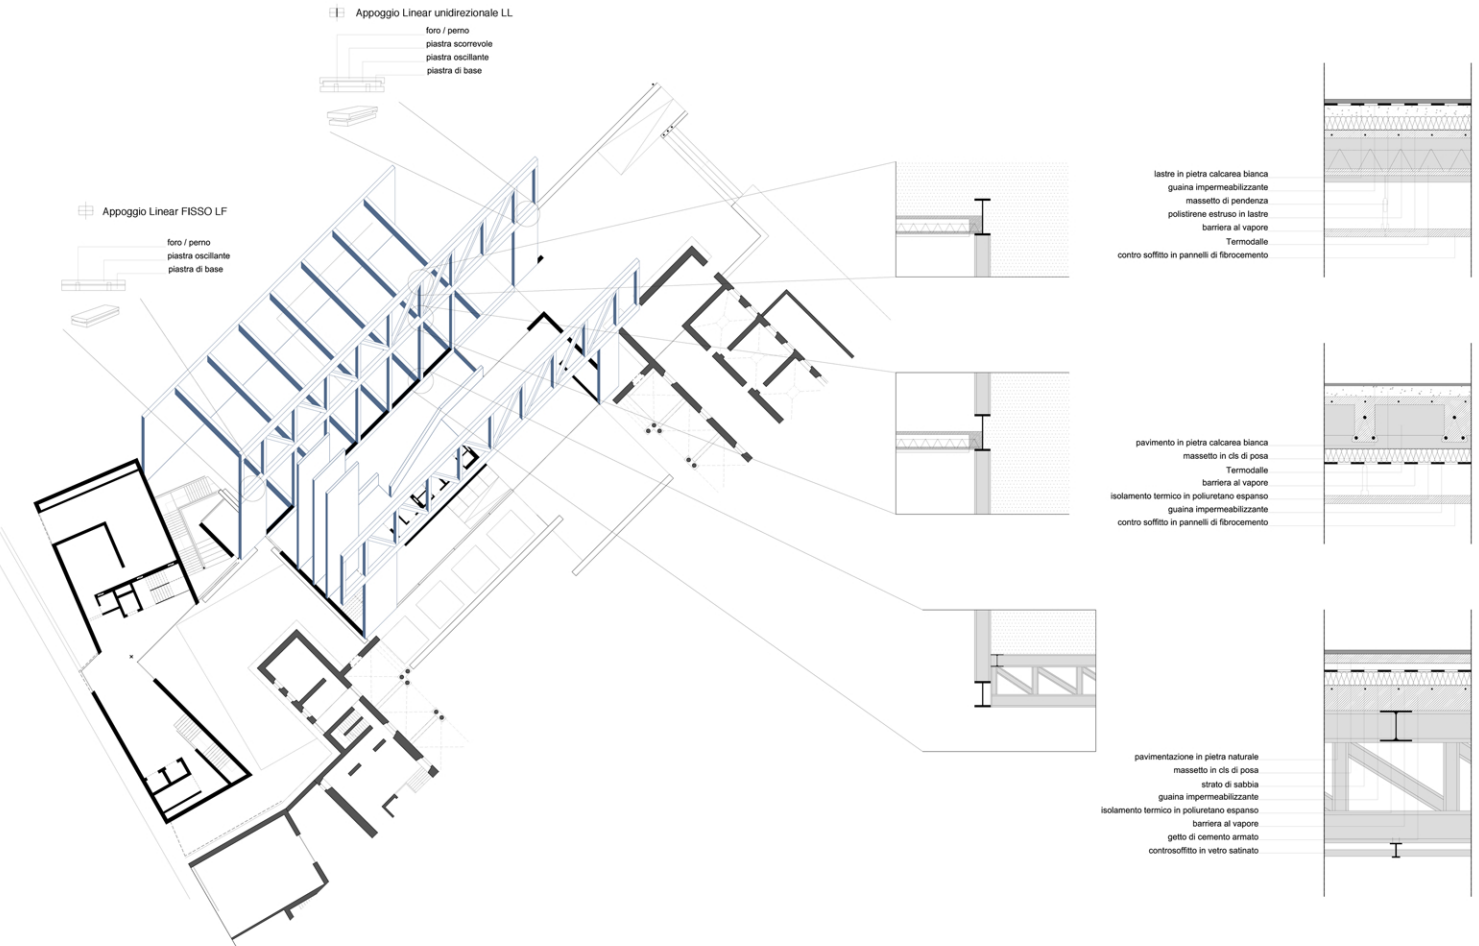 Appoggio Linear unidirezionale LL
foro / perno
piastra scorrevole
piastra oscillante
piastra di base
Appoggio Linear FISSO LF
foro / perno
piastra oscillante
piastra di base
lastre in pietra calcarea bianca
guaina impermeabilizzante
massetto di pendenza
polistirene estruso in lastre
barriera al vapore
Termodalle
contro soffitto in pannelli di fibrocemento
pavimento in pietra calcarea bianca
massetto in cls di posa
Termodalle
barriera al vapore
isolamento termico in poliuretano espanso
guaina impermeabilizzante
contro soffitto in pannelli di fibrocemento
pavimentazione in pietra naturale
massetto in cls di posa
strato di sabbia
guaina impermeabilizzante
isolamento termico in poliuretano espanso
barriera al vapore
getto di cemento armato
controsoffitto in vetro satinato